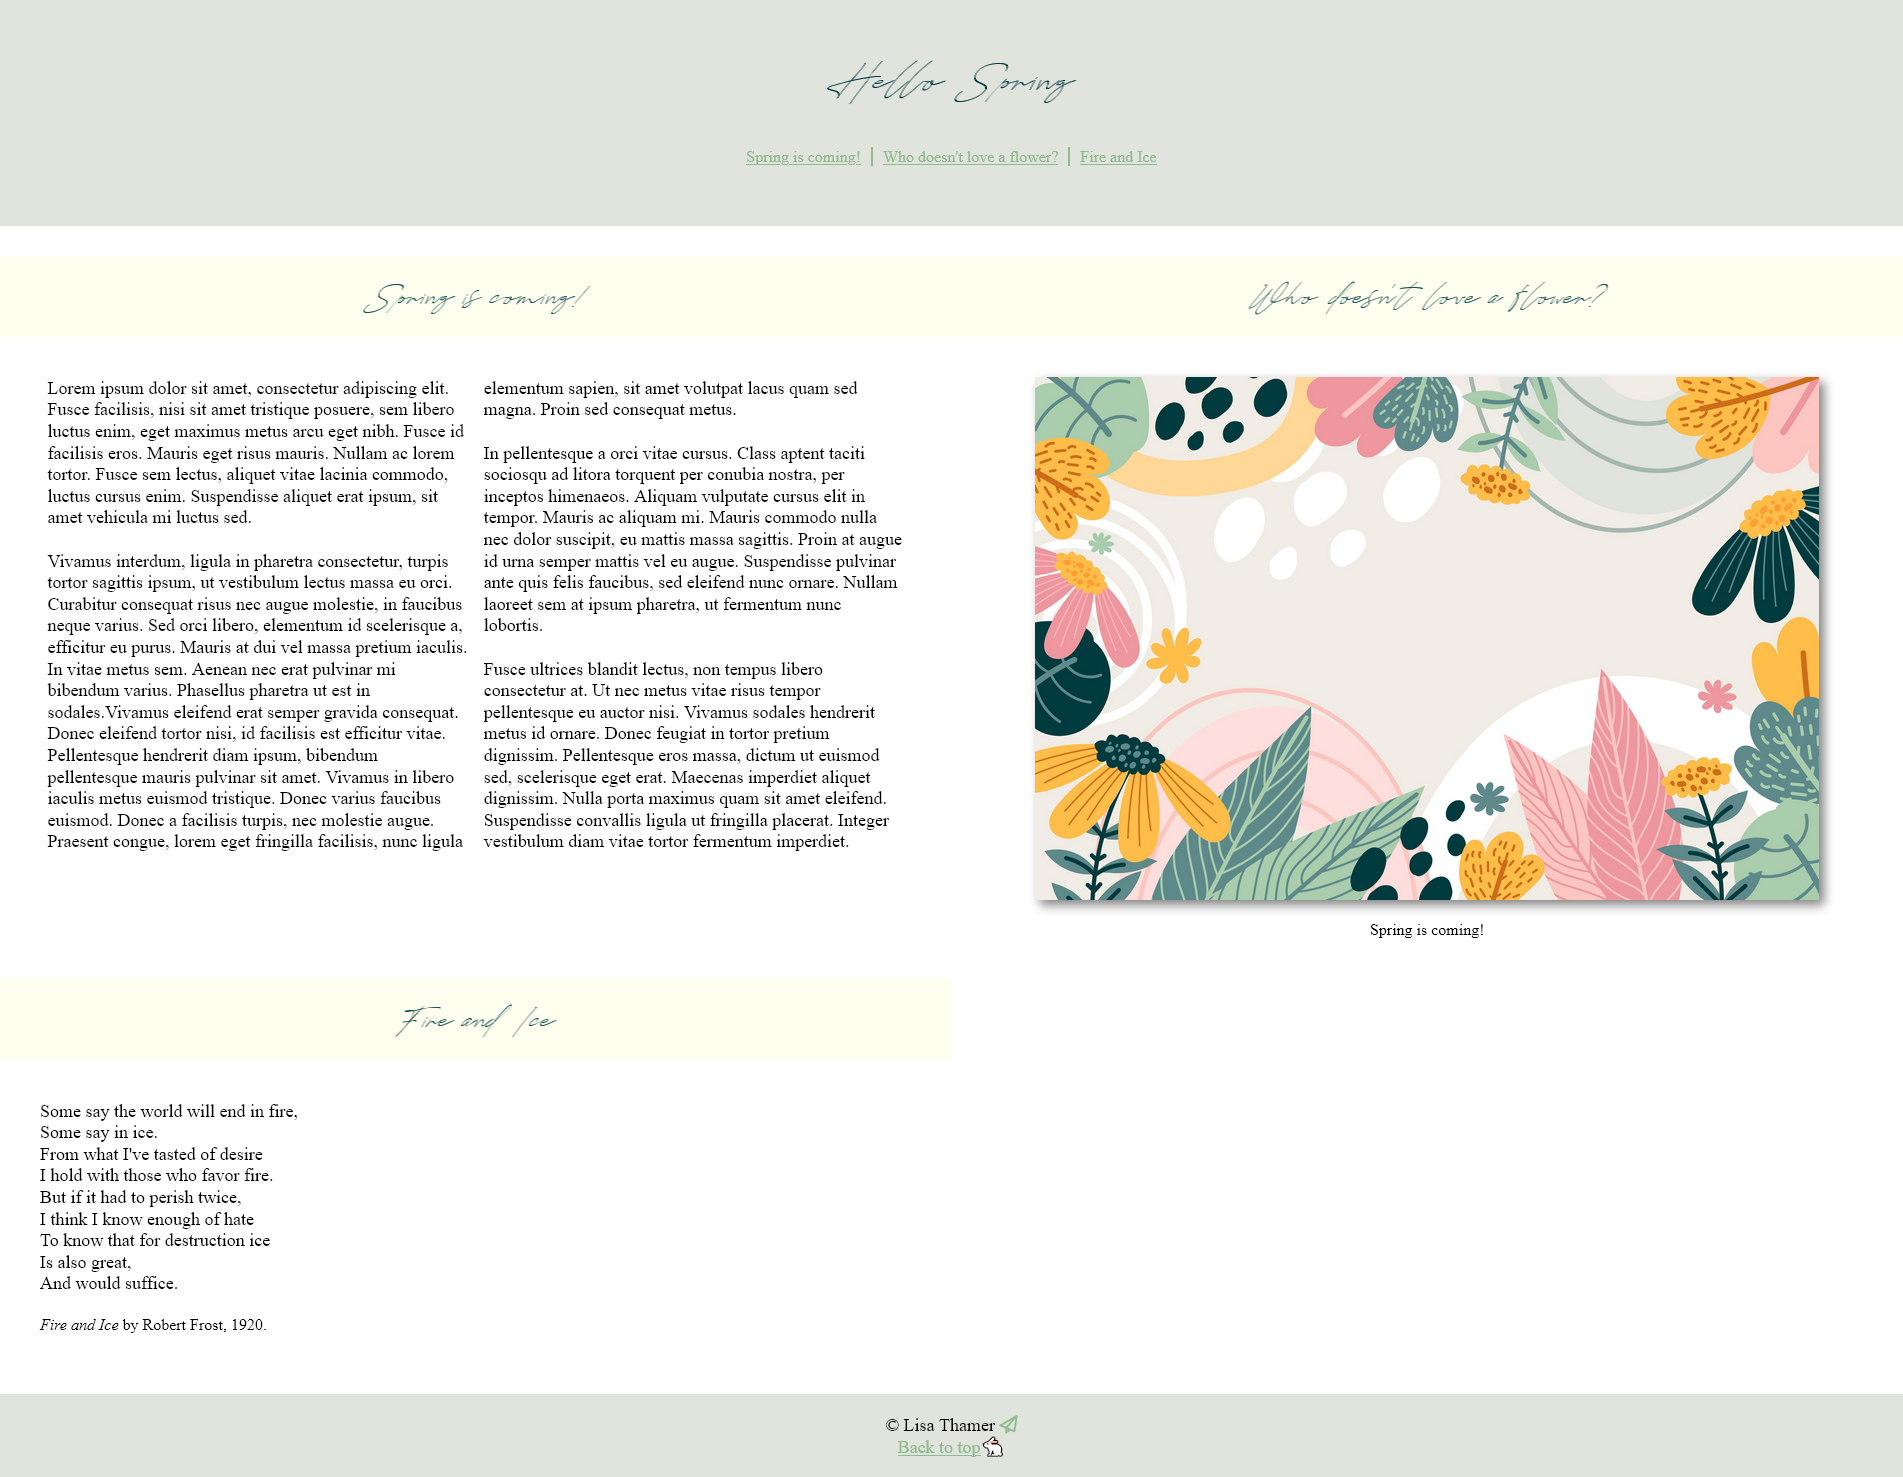 Hello Spring
Spring is coming! | Who doesn't love a flower? | Fire and Ice
Spring is coming!
Lorem ipsum dolor sit amet, consectetur adipiscing elit.
Fusce facilisis, nisi sit amet tristique posuere, sem libero
luctus enim, eget maximus metus arcu eget nibh. Fusce id
facilisis eros. Mauris eget risus mauris. Nullam ac lorem
tortor. Fusce sem lectus, aliquet vitae lacinia commodo,
luctus cursus enim. Suspendisse aliquet erat ipsum, sit
amet vehicula mi luctus sed.
Vivamus interdum, ligula in pharetra consectetur, turpis
tortor sagittis ipsum, ut vestibulum lectus massa eu orci.
Curabitur consequat risus nec augue molestie, in faucibus
neque varius. Sed orci libero, elementum id scelerisque a,
efficitur eu purus. Mauris at dui vel massa pretium iaculis.
In vitae metus sem. Aenean nec erat pulvinar mi
bibendum varius. Phasellus pharetra ut est in
sodales.Vivamus eleifend erat semper gravida consequat.
Donec eleifend tortor nisi, id facilisis est efficitur vitae.
Pellentesque hendrerit diam ipsum, bibendum
pellentesque mauris pulvinar sit amet. Vivamus in libero
iaculis metus euismod tristique. Donec varius faucibus
euismod. Donec a facilisis turpis, nec molestie augue.
Praesent congue, lorem eget fringilla facilisis, nunc ligula
elementum sapien, sit amet volutpat lacus quam sed
magna. Proin sed consequat metus.
In pellentesque a orci vitae cursus. Class aptent taciti
sociosqu ad litora torquent per conubia nostra, per
inceptos himenaeos. Aliquam vulputate cursus elit in
tempor. Mauris ac aliquam mi. Mauris commodo nulla
nec dolor suscipit, eu mattis massa sagittis. Proin at augue
id urna semper mattis vel eu augue. Suspendisse pulvinar
ante quis felis faucibus, sed eleifend nunc ornare. Nullam
laoreet sem at ipsum pharetra, ut fermentum nunc
lobortis.
Fusce ultrices blandit lectus, non tempus libero
consectetur at. Ut nec metus vitae risus tempor
pellentesque eu auctor nisi. Vivamus sodales hendrerit
metus id ornare. Donec feugiat in tortor pretium
dignissim. Pellentesque eros massa, dictum ut euismod
sed, scelerisque eget erat. Maecenas imperdiet aliquet
dignissim. Nulla porta maximus quam sit amet eleifend.
Suspendisse convallis ligula ut fringilla placerat. Integer
vestibulum diam vitae tortor fermentum imperdiet.
Who doesn't love a flower?
Spring is coming!
Fire and Ice
Some say the world will end in fire,
Some say in ice.
From what I've tasted of desire
I hold with those who favor fire.
But if it had to perish twice,
I think I know enough of hate
To know that for destruction ice
Is also great,
And would suffice.
Fire and Ice by Robert Frost, 1920.
© Lisa Thamer
Back to top